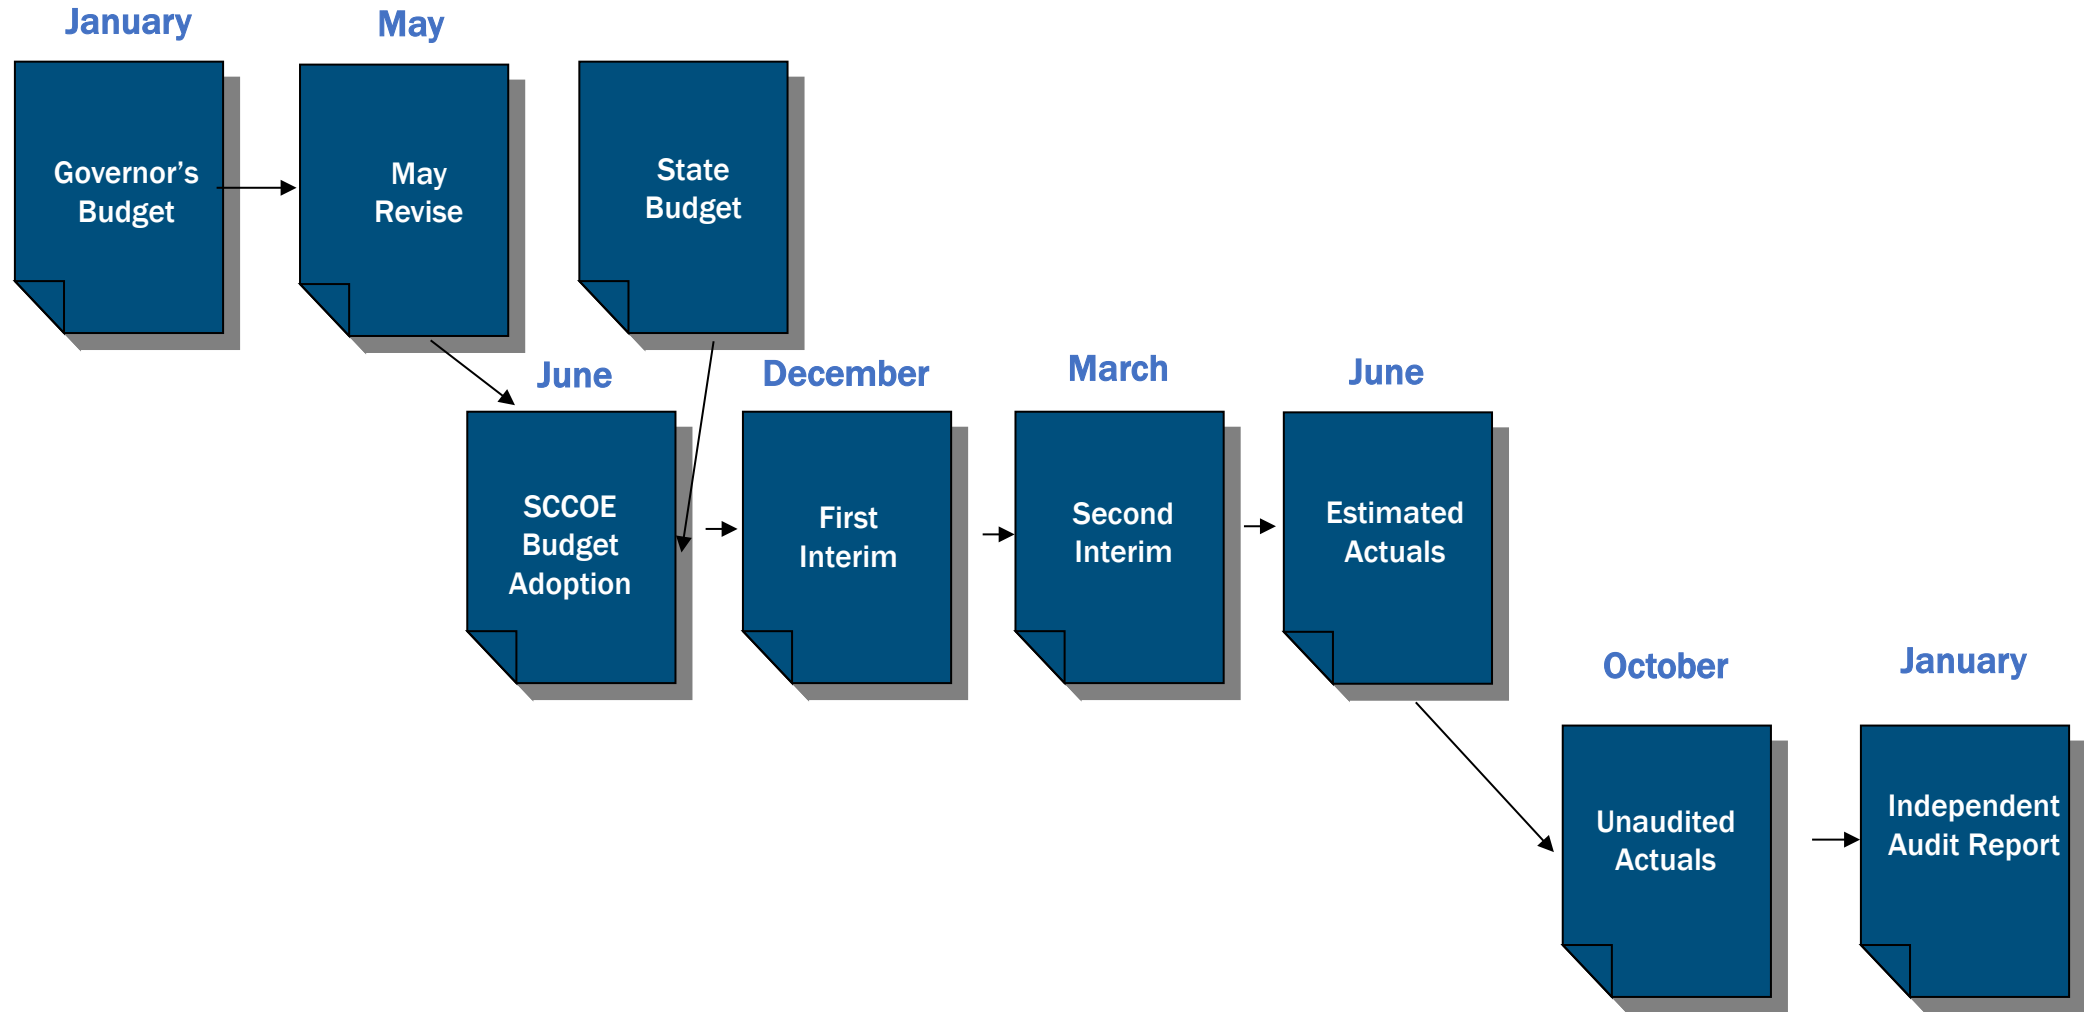 January
May
Governor's
Budget
May
Revise
State
Budget
June
December
March
June
SCCOE
Budget
Adoption
First
Interim
Second
Interim
Estimated
Actuals
October
January
Unaudited
Actuals
Independent
Audit Report